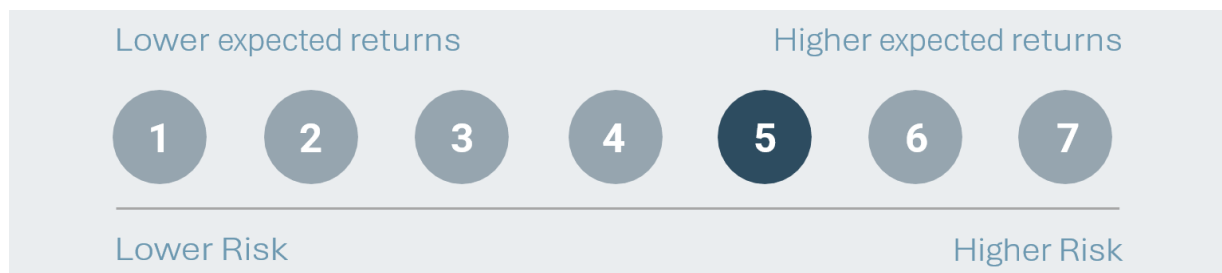 Lower expected returns Higher expected returns
1 2 3 4 5 6 7
Lower Risk Higher Risk